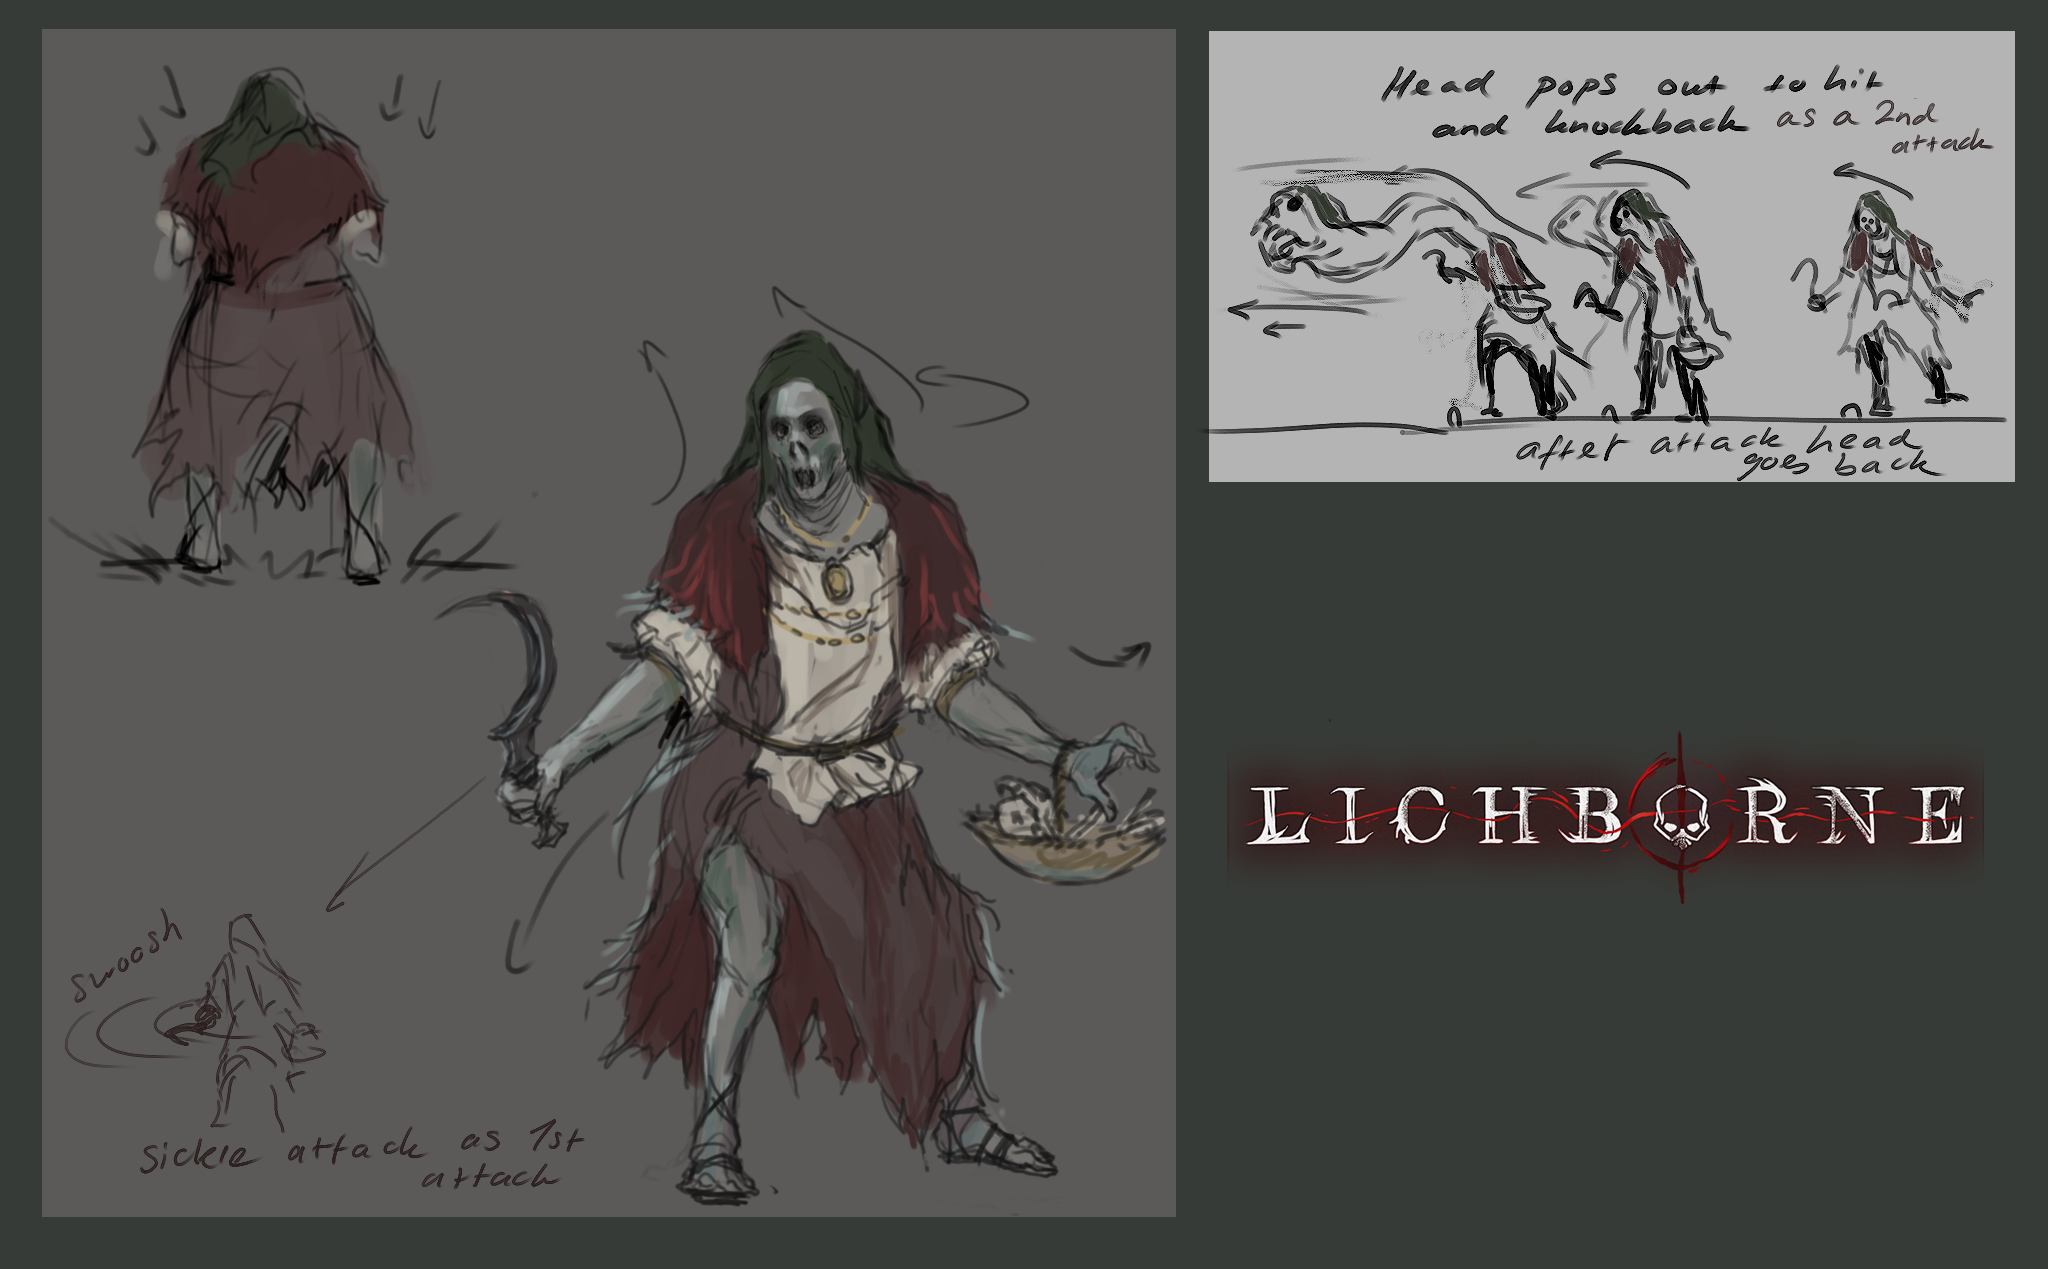 Head pops out to hit
and knockback as a 2nd
attack
after attack head
goes back
swoosh
sickle attack as 1st
attack
LICHBORNE